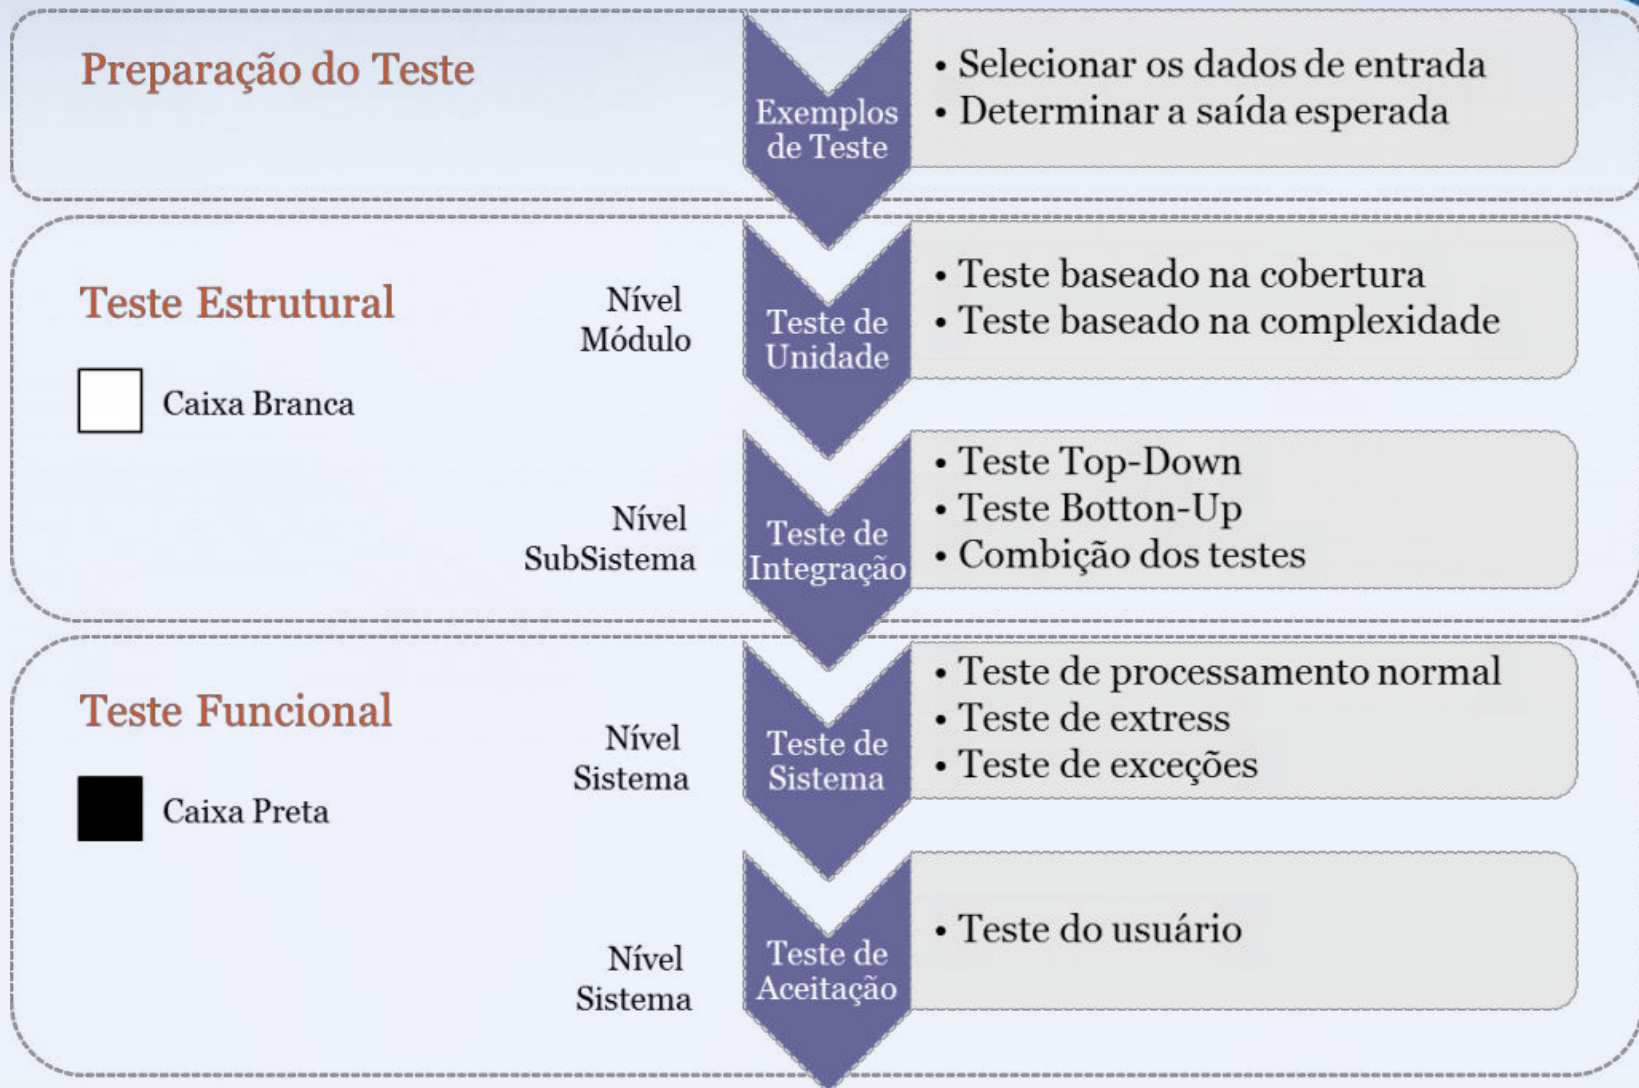 Preparação do Teste
Exemplos
de Teste
• Selecionar os dados de entrada
• Determinar a saída esperada
Teste Estrutural
Caixa Branca
Nível
Módulo
Teste de
Unidade
• Teste baseado na cobertura
• Teste baseado na complexidade
Nível
SubSistema
Teste de
Integração
• Teste Top-Down
• Teste Botton-Up
• Combição dos testes
Teste Funcional
Caixa Preta
Nível
Sistema
Teste de
Sistema
• Teste de processamento normal
• Teste de extress
• Teste de exceções
Nível
Sistema
Teste de
Aceitação
• Teste do usuário